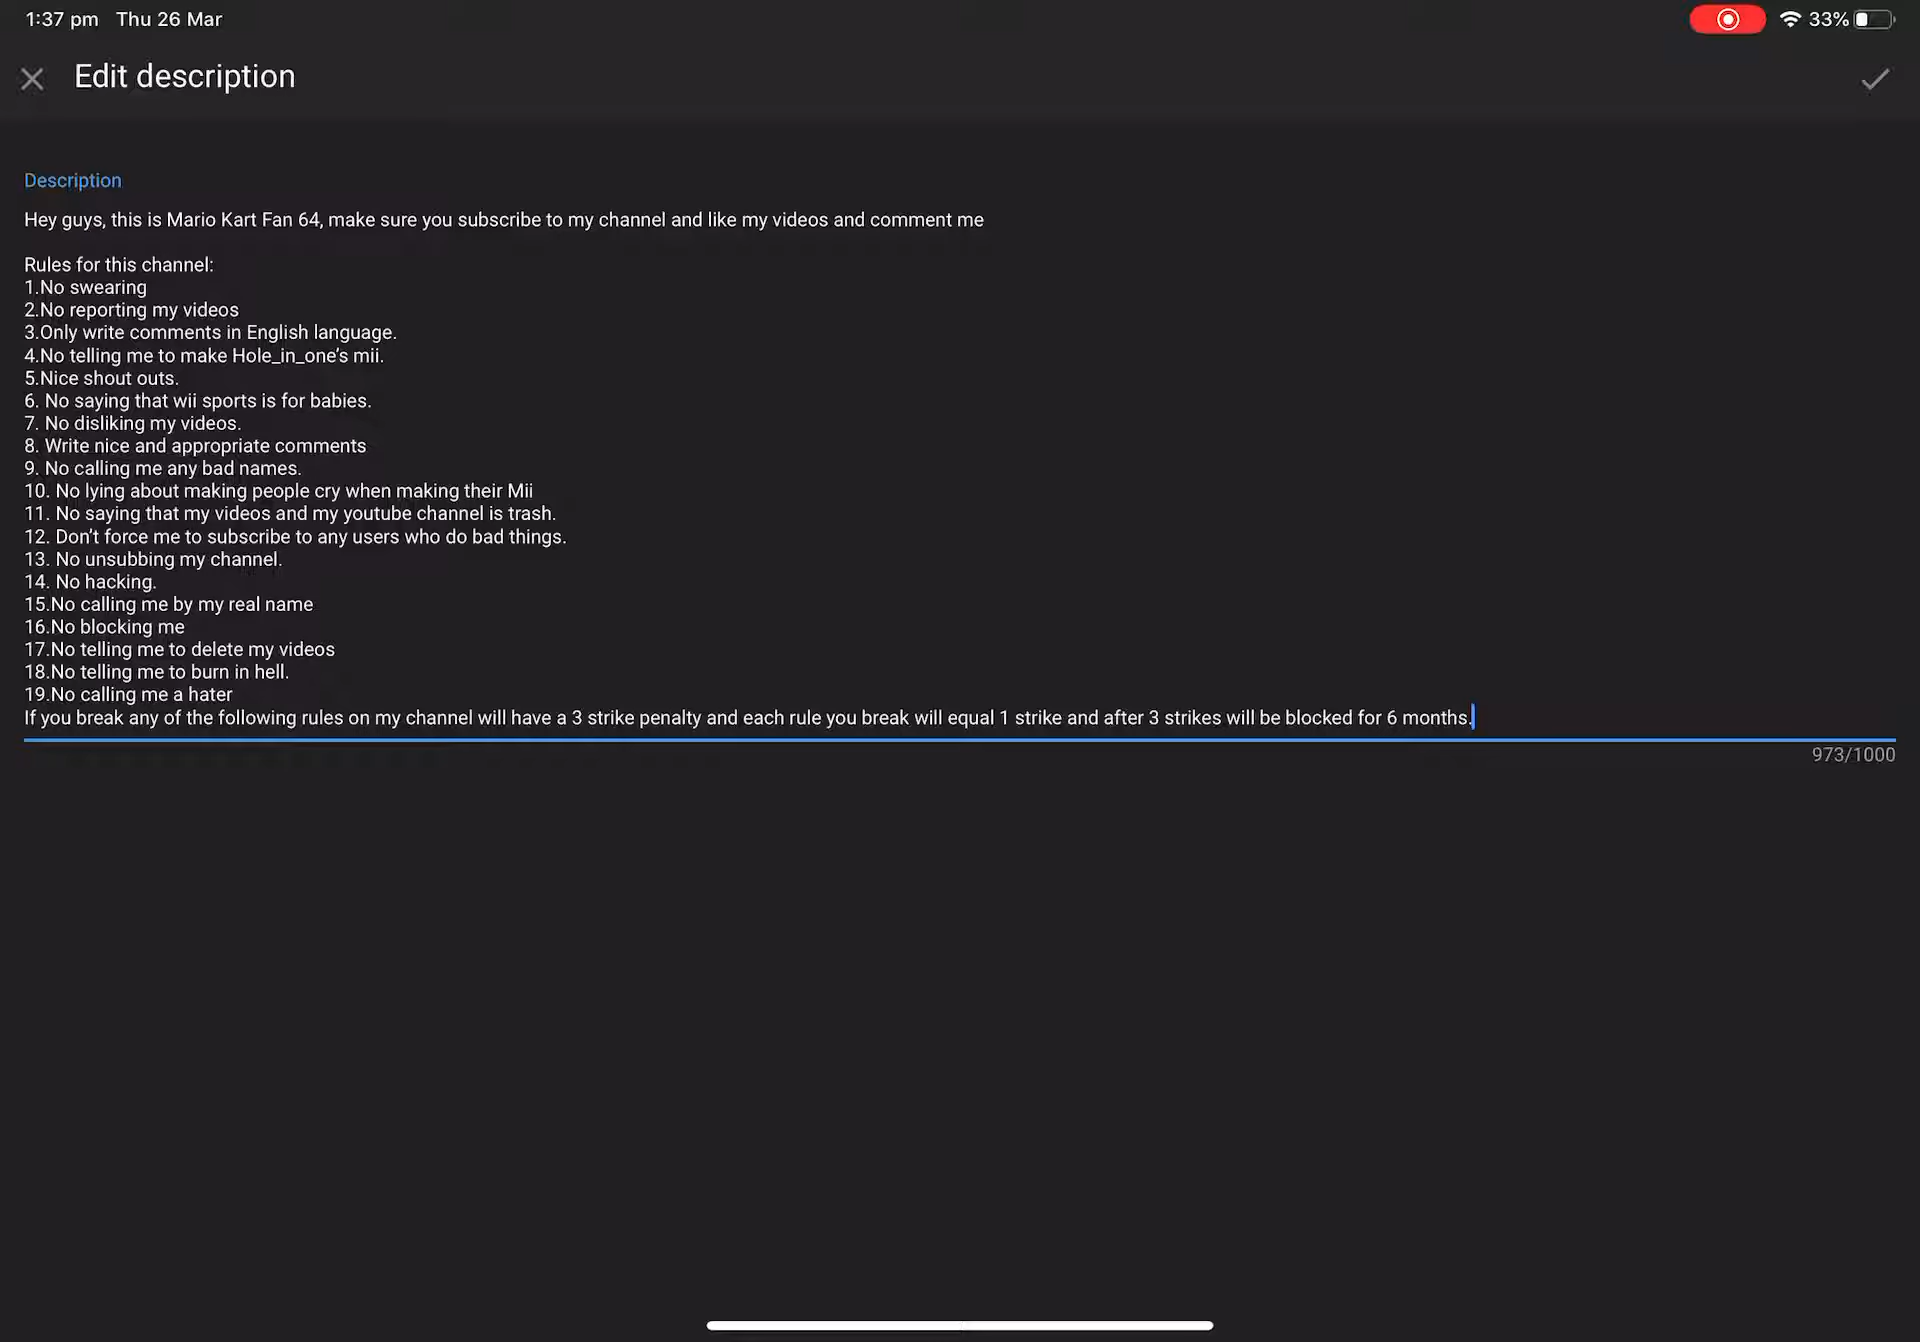 1:37 pm Thu 26 Mar
33%
Edit description
Description
Hey guys, this is Mario Kart Fan 64, make sure you subscribe to my channel and like my videos and comment me
Rules for this channel:
1.No swearing
2.No reporting my videos
3.Only write comments in English language.
4.No telling me to make Hole_in_one’s mii.
5.Nice shout outs.
6. No saying that wii sports is for babies.
7. No disliking my videos.
8. Write nice and appropriate comments
9. No calling me any bad names.
10. No lying about making people cry when making their Mii
11. No saying that my videos and my youtube channel is trash.
12. Don’t force me to subscribe to any users who do bad things.
13. No unsubbing my channel.
14. No hacking.
15.No calling me by my real name
16.No blocking me
17.No telling me to delete my videos
18.No telling me to burn in hell.
19.No calling me a hater
If you break any of the following rules on my channel will have a 3 strike penalty and each rule you break will equal 1 strike and after 3 strikes will be blocked for 6 months.
973/1000